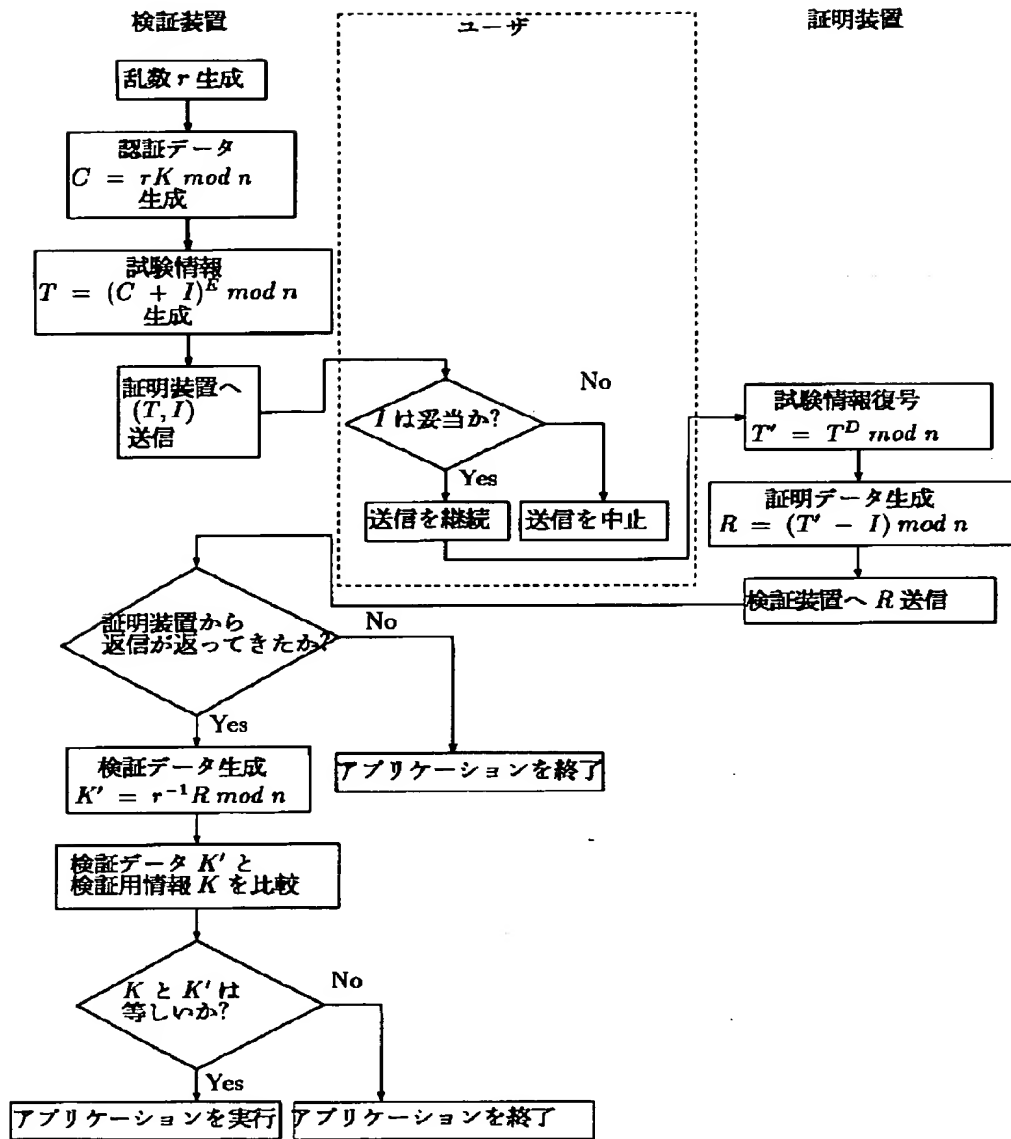 検証装置
ユーザ
証明装置
乱数 r 生成
認証データ
C = rK mod n
生成
試験情報
T = (C + I)^E mod n
生成
証明装置へ
(T, I)
送信
I は妥当か?
No
Yes
送信を継続
送信を中止
試験情報復号
T′ = T^D mod n
証明データ生成
R = (T′ − I) mod n
検証装置へ R 送信
証明装置から
返信が返ってきたか?
No
Yes
アプリケーションを終了
検証データ生成
K′ = r^{-1}R mod n
検証データ K′ と
検証用情報 K を比較
K と K′ は
等しいか?
No
Yes
アプリケーションを実行
アプリケーションを終了